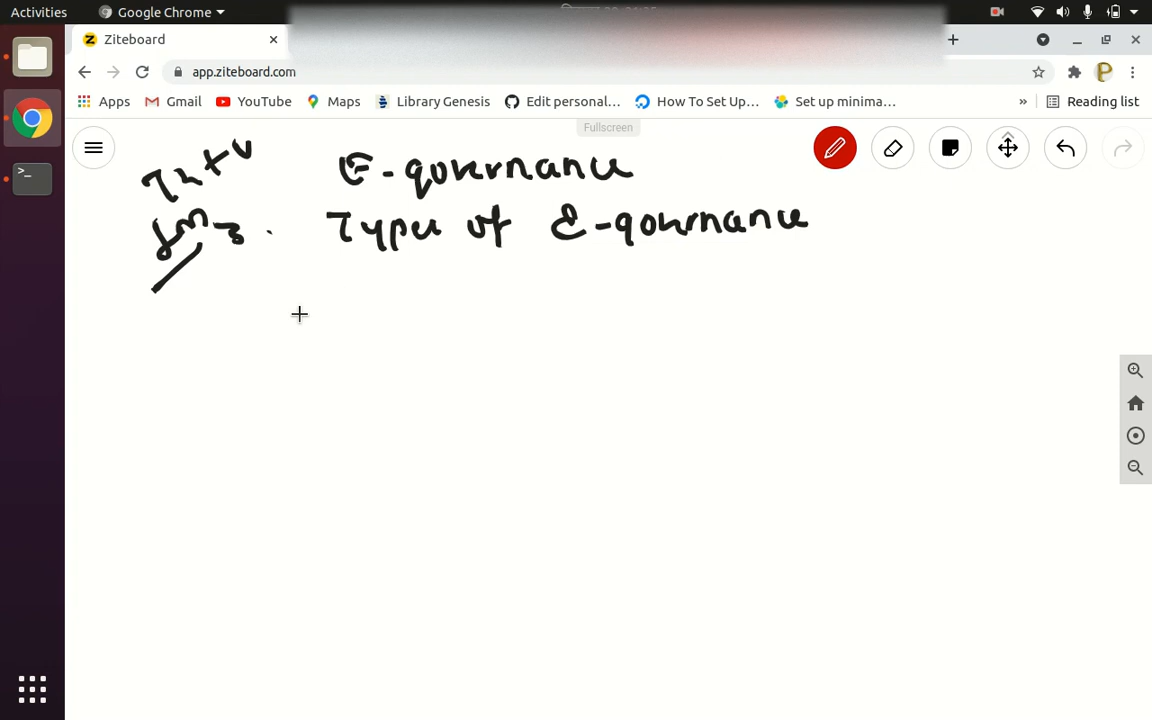 Activities
Google Chrome
Ziteboard
app.ziteboard.com
Apps
Gmail
YouTube
Maps
Library Genesis
Edit personal...
How To Set Up...
Set up minima...
»
Reading list
Fullscreen
E-governance
Types of E-governance